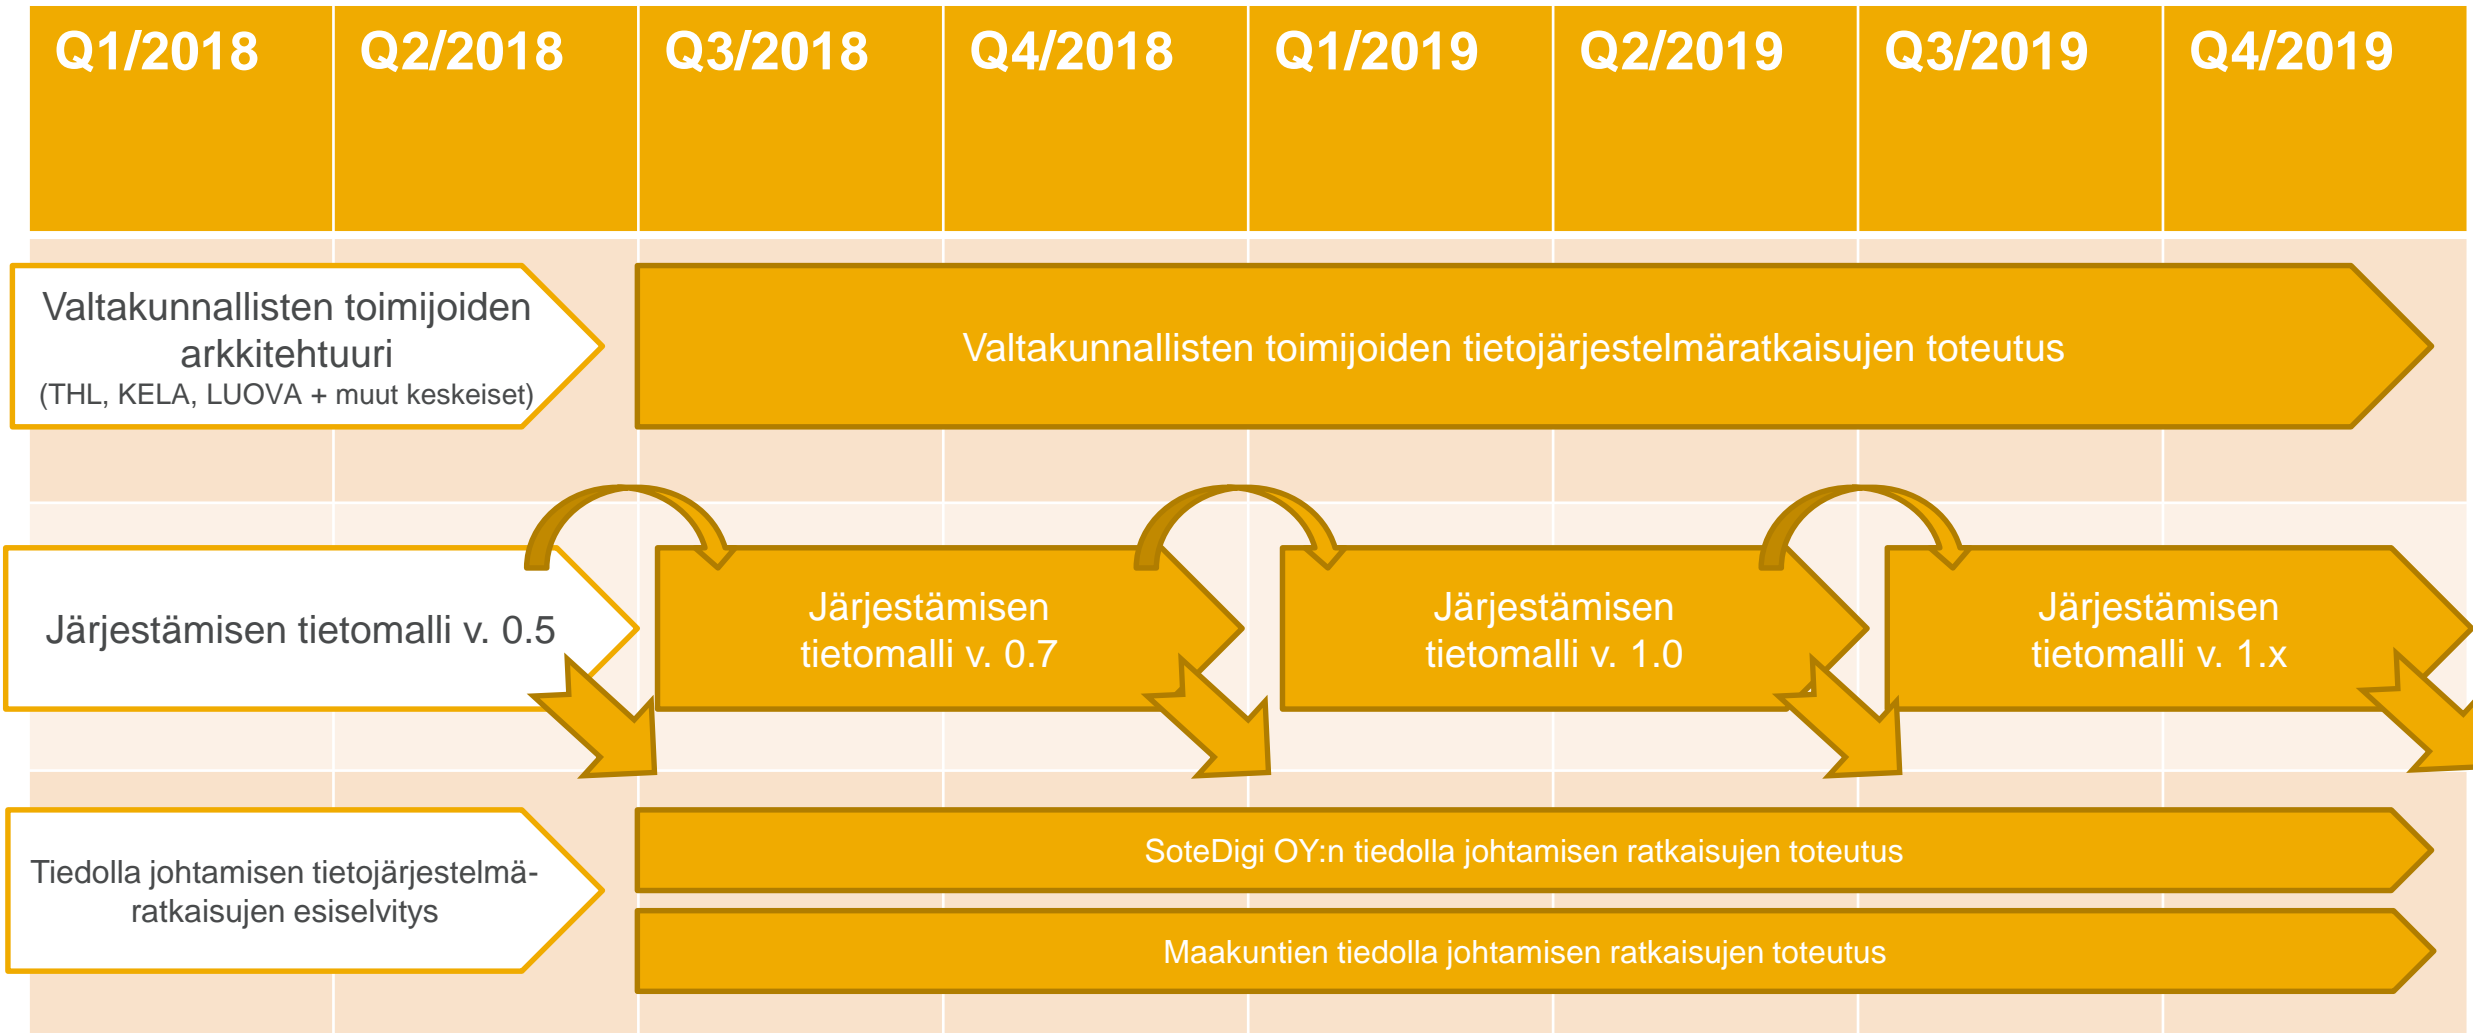 Q1/2018
Q2/2018
Q3/2018
Q4/2018
Q1/2019
Q2/2019
Q3/2019
Q4/2019
Valtakunnallisten toimijoiden
arkkitehtuuri
(THL, KELA, LUOVA + muut keskeiset)
Valtakunnallisten toimijoiden tietojärjestelmäratkaisujen toteutus
Järjestämisen tietomalli v. 0.5
Järjestämisen
tietomalli v. 0.7
Järjestämisen
tietomalli v. 1.0
Järjestämisen
tietomalli v. 1.x
Tiedolla johtamisen tietojärjestelmä-
ratkaisujen esiselvitys
SoteDigi OY:n tiedolla johtamisen ratkaisujen toteutus
Maakuntien tiedolla johtamisen ratkaisujen toteutus